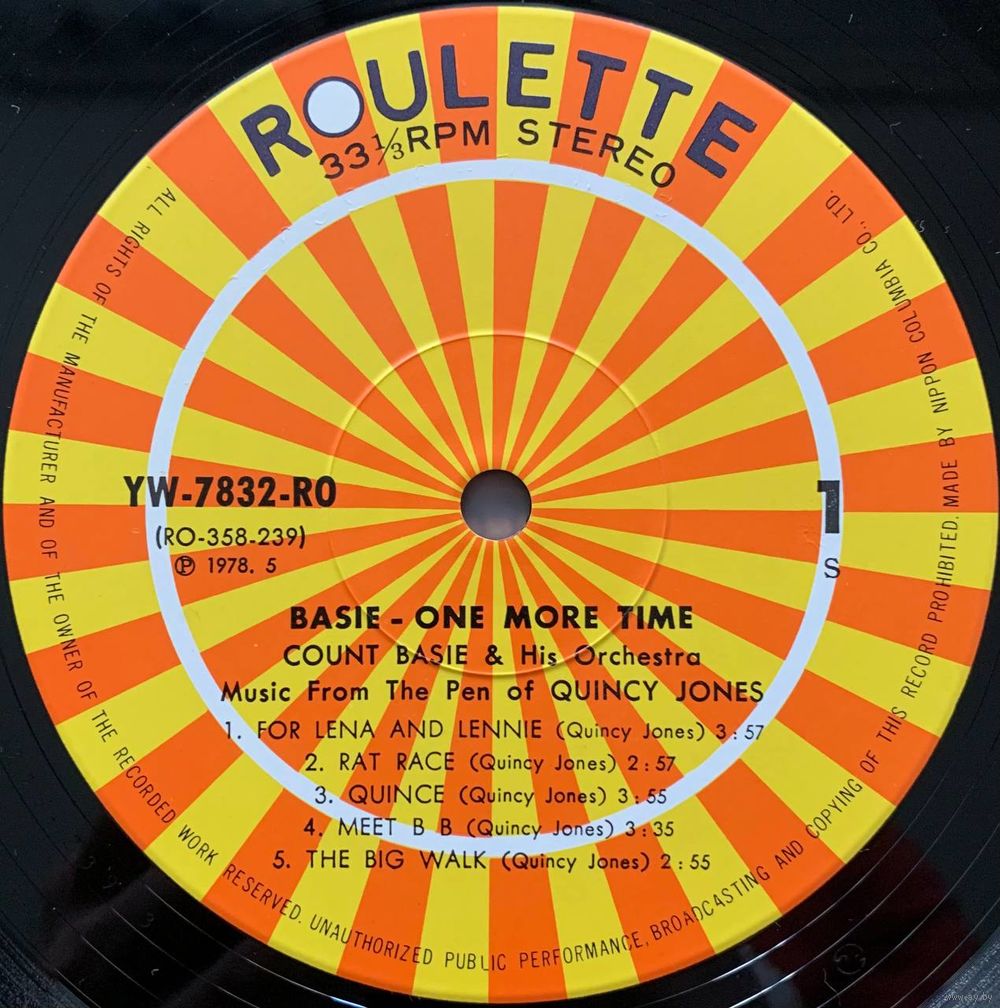 ROULETTE
33⅓RPM STEREO
YW-7832-RO
(RO-358-239)
Ⓟ 1978. 5
1
S
BASIE - ONE MORE TIME
COUNT BASIE & His Orchestra
Music From The Pen of QUINCY JONES
1. FOR LENA AND LENNIE (Quincy Jones) 3:57
2. RAT RACE (Quincy Jones) 2:57
3. QUINCE (Quincy Jones) 3:55
4. MEET B B (Quincy Jones) 3:35
5. THE BIG WALK (Quincy Jones) 2:55
ALL RIGHTS OF THE MANUFACTURER AND OF THE OWNER OF THE RECORDED WORK RESERVED. UNAUTHORIZED PUBLIC PERFORMANCE, BROADCASTING AND COPYING OF THIS RECORD PROHIBITED. MADE BY NIPPON COLUMBIA CO., LTD.